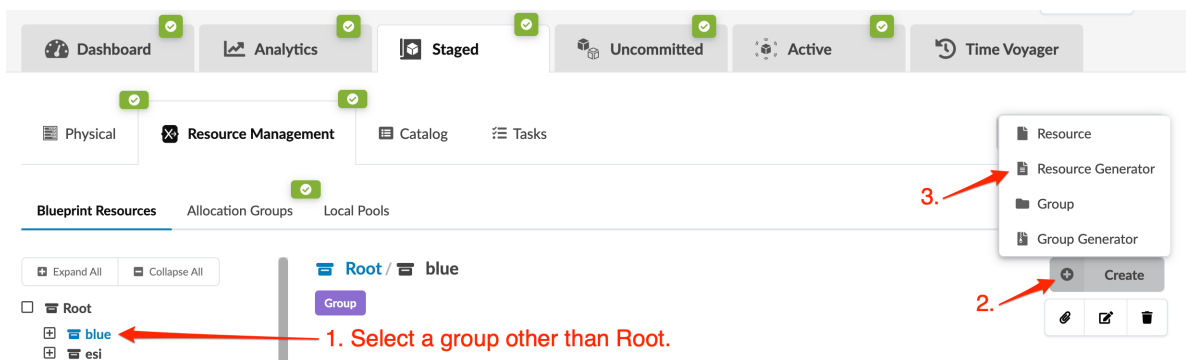 Dashboard
Analytics
Staged
Uncommitted
Active
Time Voyager
Physical
Resource Management
Catalog
Tasks
Resource
Resource Generator
3.
Group
Group Generator
Blueprint Resources
Allocation Groups
Local Pools
Expand All
Collapse All
Root / blue
Create
Group
2.
Root
blue
1. Select a group other than Root.
esi